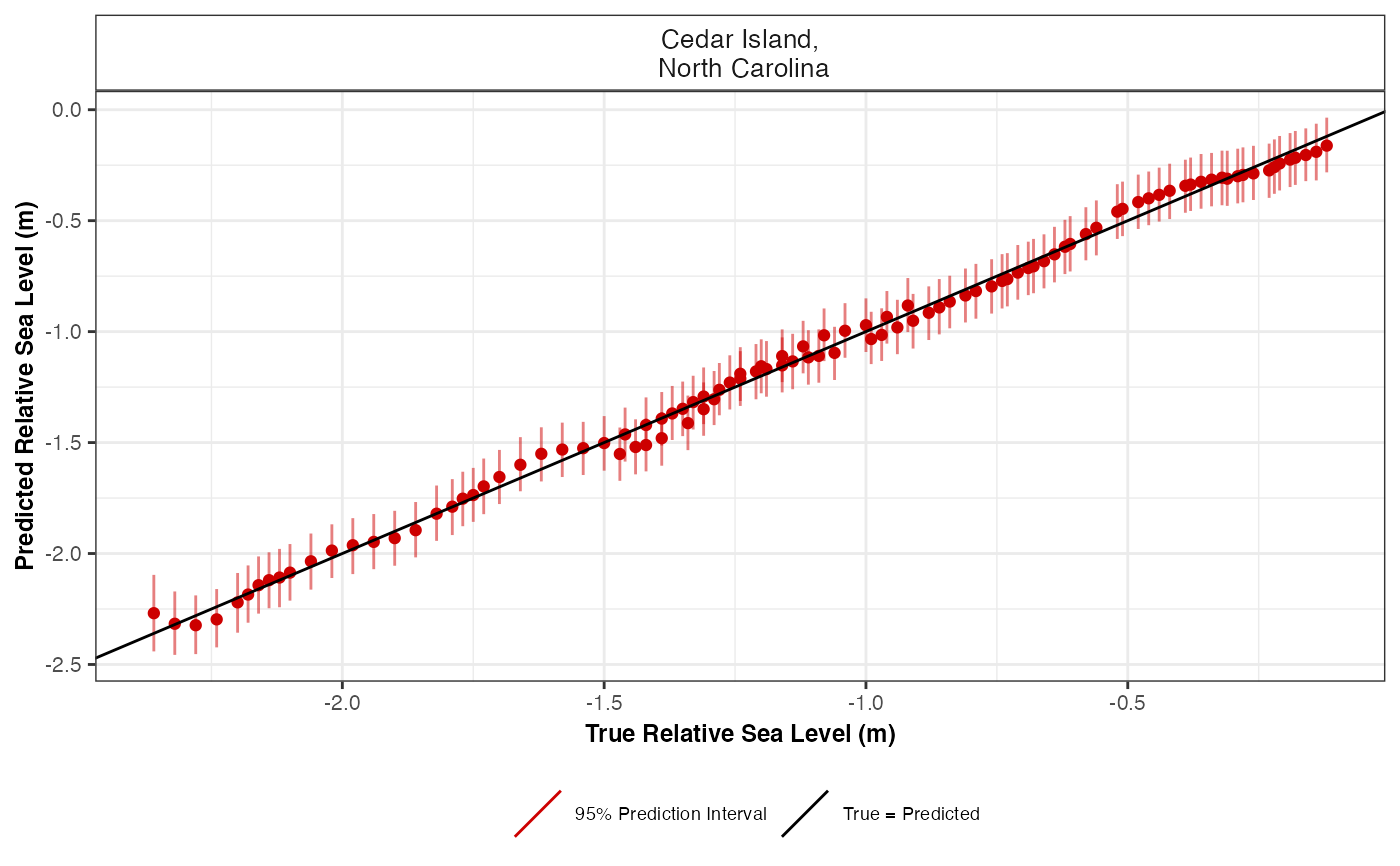 Cedar Island,
North Carolina
Predicted Relative Sea Level (m)
0.0
-0.5
-1.0
-1.5
-2.0
-2.5
-2.0
-1.5
-1.0
-0.5
True Relative Sea Level (m)
95% Prediction Interval
True = Predicted